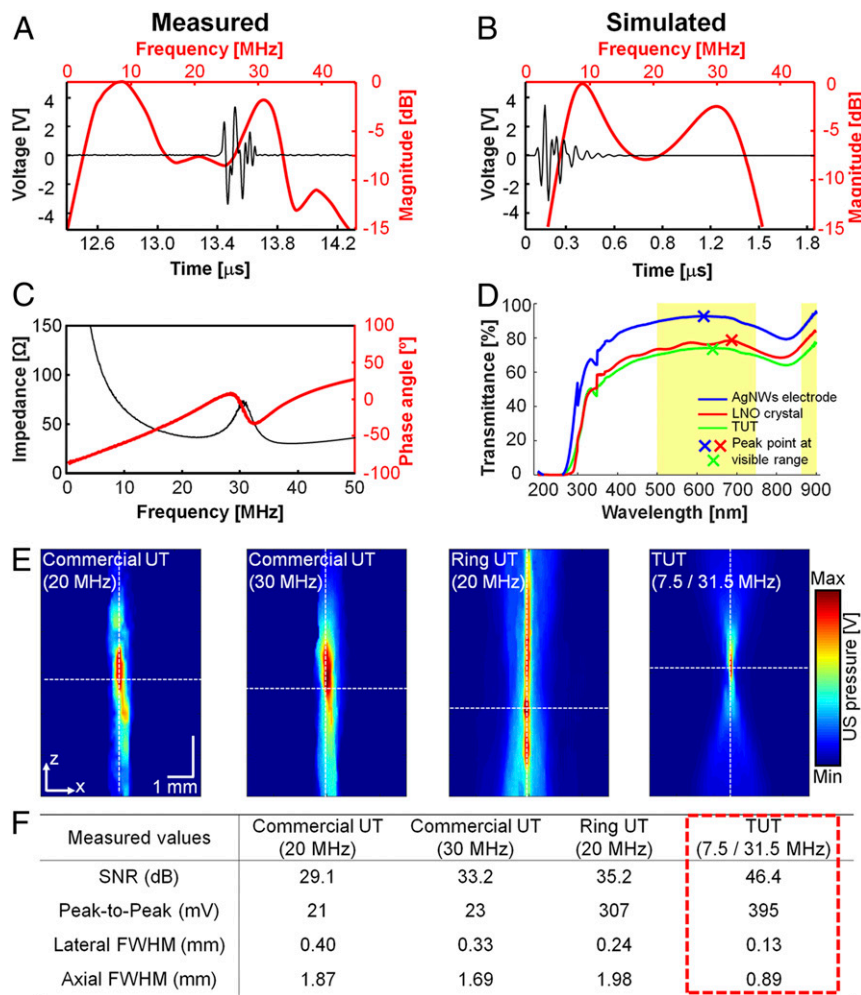 A
Measured
Frequency [MHz]
0 10 20 30 40
Voltage [V]
4
2
0
-2
-4
0
-5
-10
-15
Magnitude [dB]
12.6 13.0 13.4 13.8 14.2
Time [μs]
B
Simulated
Frequency [MHz]
0 10 20 30 40
Voltage [V]
4
2
0
-2
-4
0
-5
-10
-15
Magnitude [dB]
0.3 0.6 0.9 1.2 1.5 1.8
Time [μs]
C
Impedance [Ω]
150
100
50
0
100
50
0
-50
-100
Phase angle [°]
0 10 20 30 40 50
Frequency [MHz]
D
Transmittance [%]
100
80
60
40
20
0
AgNWs electrode
LNO crystal
TUT
Peak point at
visible range
200 300 400 500 600 700 800 900
Wavelength [nm]
E
Commercial UT
(20 MHz)
z
x
1 mm
Commercial UT
(30 MHz)
Ring UT
(20 MHz)
TUT
(7.5 / 31.5 MHz)
Max
US pressure [V]
Min
F
Measured values Commercial UT (20 MHz) Commercial UT (30 MHz) Ring UT (20 MHz) TUT (7.5 / 31.5 MHz)
SNR (dB) 29.1 33.2 35.2 46.4
Peak-to-Peak (mV) 21 23 307 395
Lateral FWHM (mm) 0.40 0.33 0.24 0.13
Axial FWHM (mm) 1.87 1.69 1.98 0.89